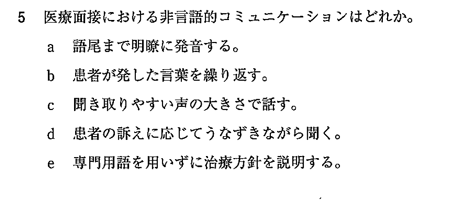 5 医療面接における非言語的コミュニケーションはどれか。
a 語尾まで明瞭に発音する。
b 患者が発した言葉を繰り返す。
c 聞き取りやすい声の大きさで話す。
d 患者の訴えに応じてうなずきながら聞く。
e 専門用語を用いずに治療方針を説明する。